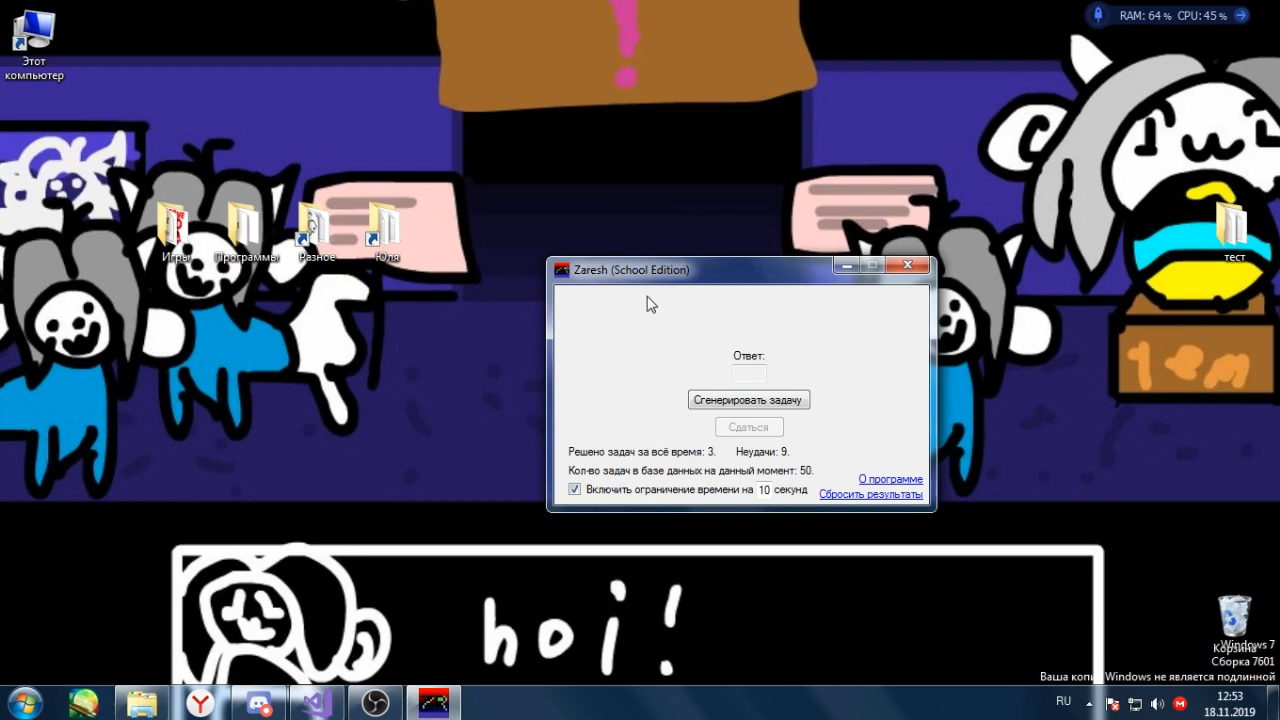 RAM: 64 % CPU: 45 %
Этот
компьютер
!
Игры
Программы
Разное
Юля
тест
Zaresh (School Edition)
Ответ:
Сгенерировать задачу
Сдаться
Решено задач за всё время: 3. Неудачи: 9.
Кол-во задач в базе данных на данный момент: 50.
О программе
Включить ограничение времени на 10 секунд
Сбросить результаты
тем
hoi!
Корзина
Windows 7
Сборка 7601
Ваша копия Windows не является подлинной
RU
12:53
18.11.2019